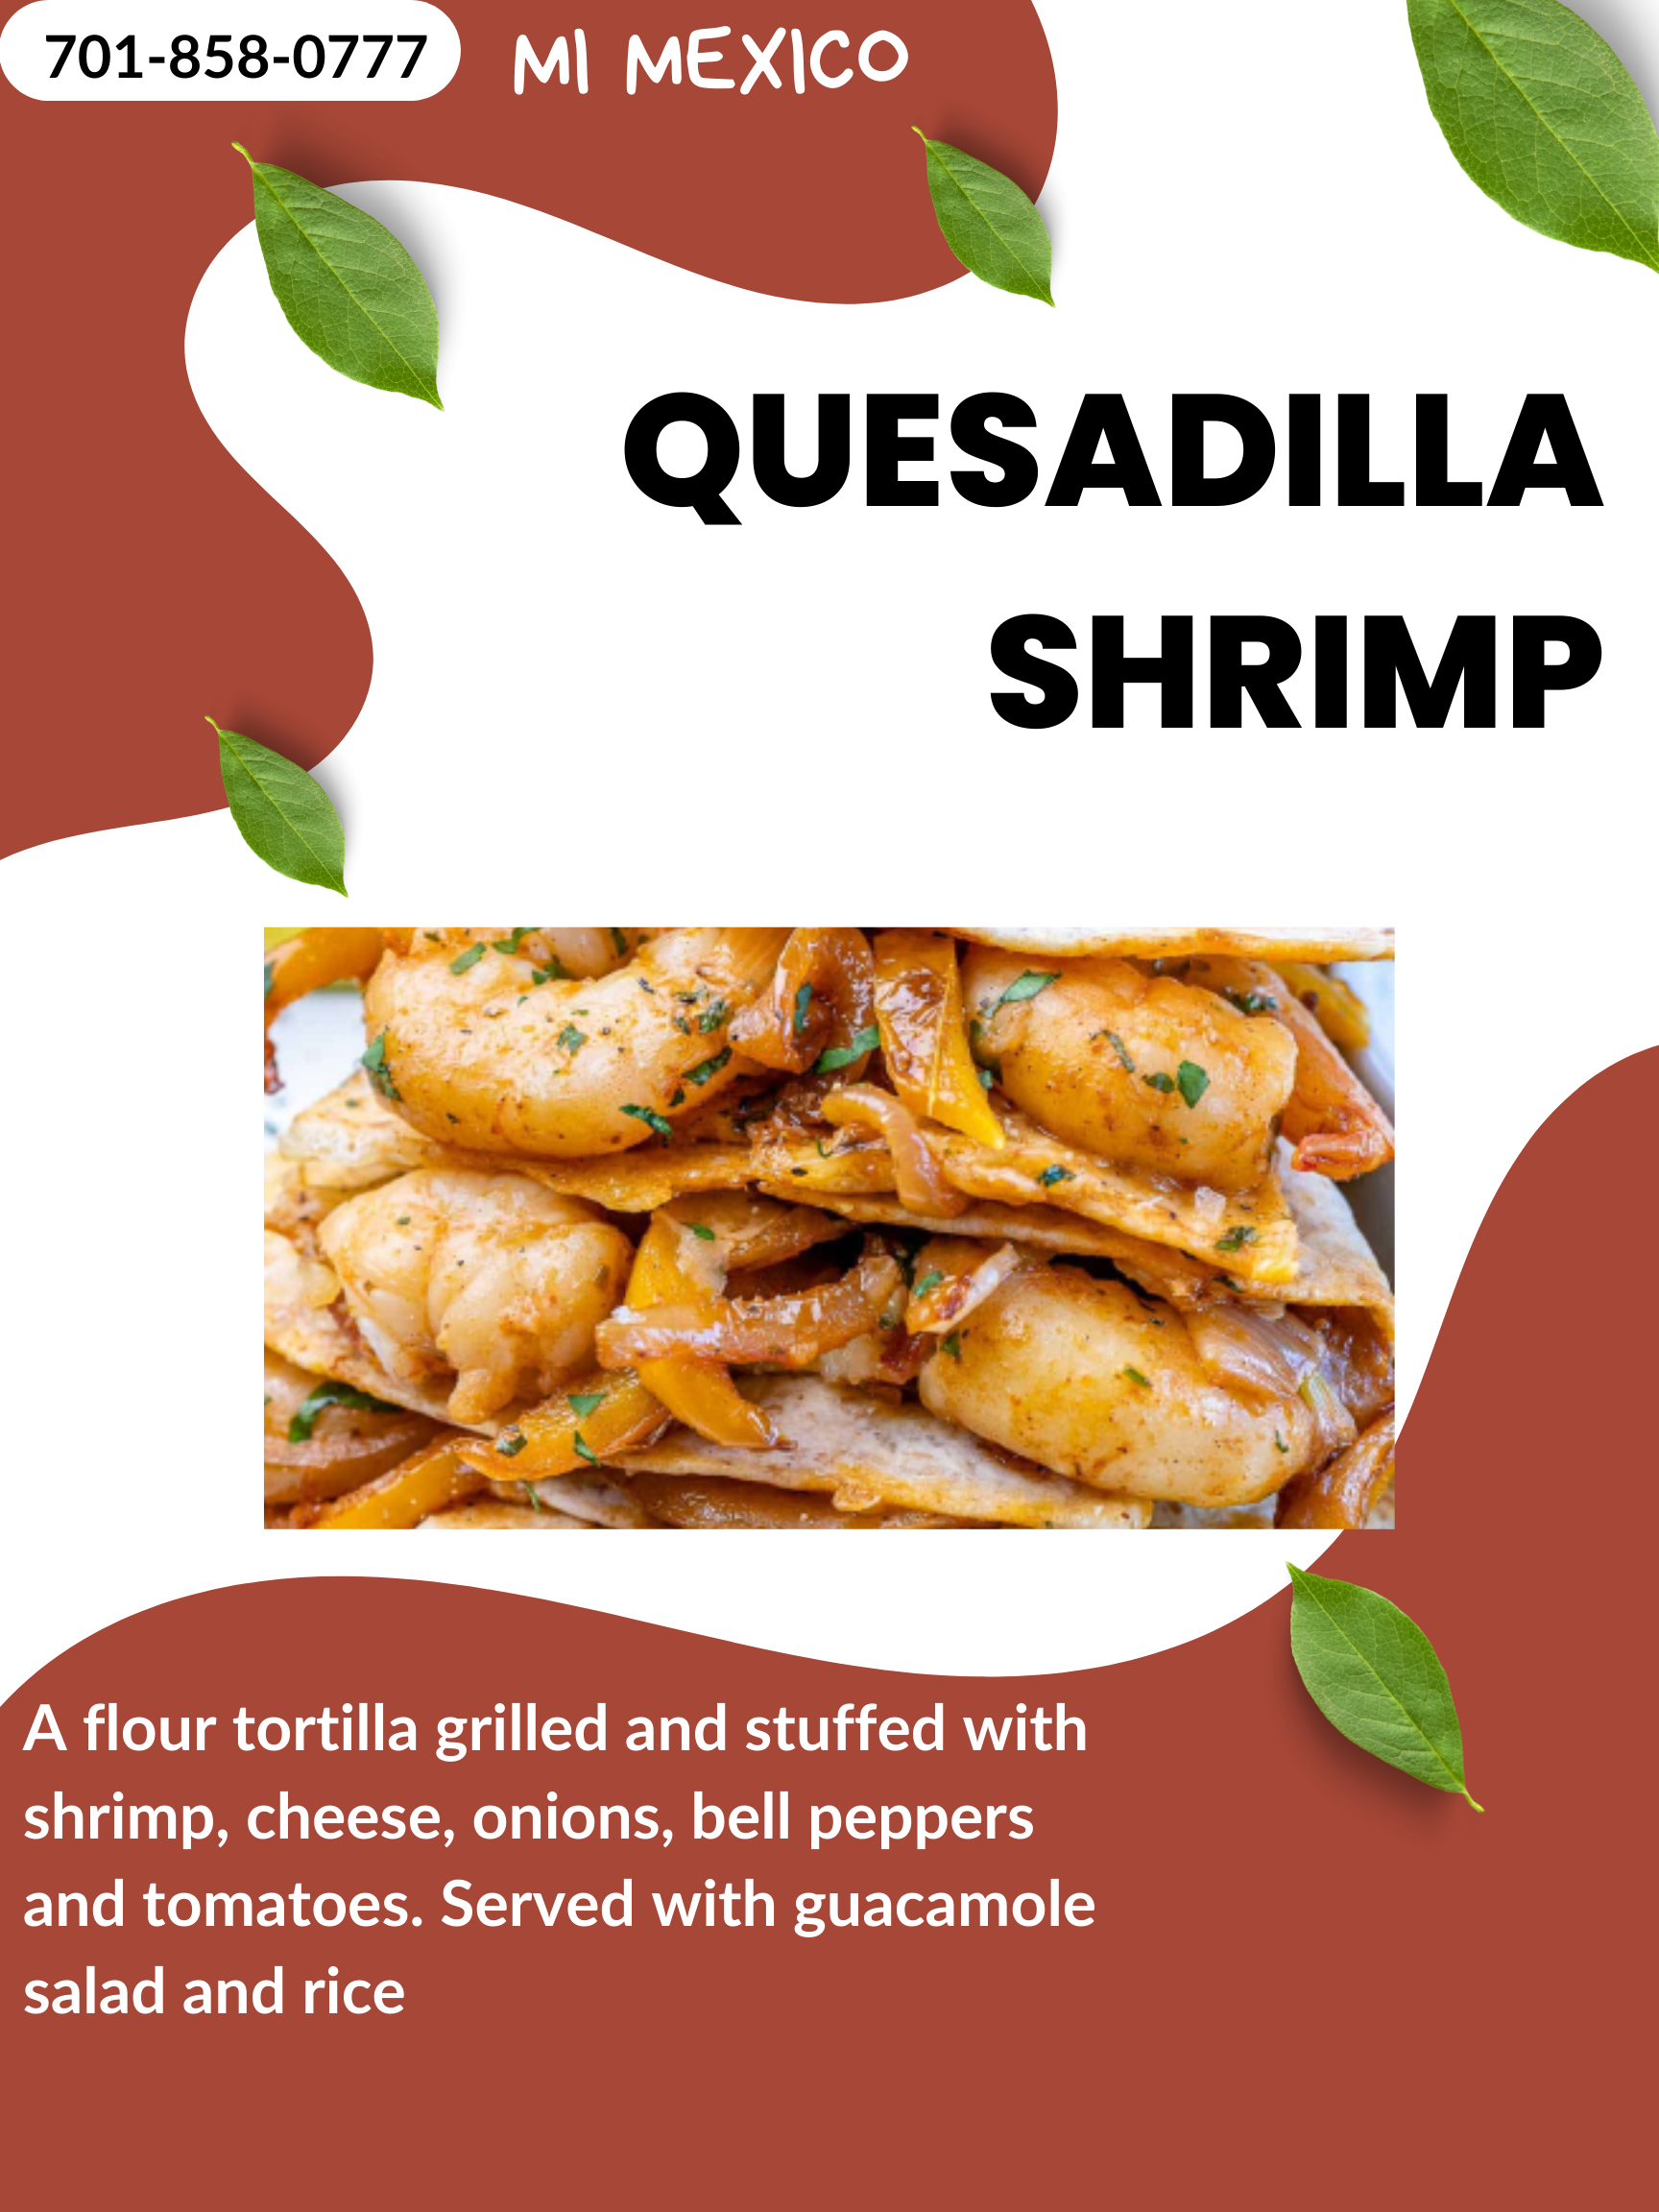 701-858-0777
MI MEXICO
QUESADILLA
SHRIMP
A flour tortilla grilled and stuffed with
shrimp, cheese, onions, bell peppers
and tomatoes. Served with guacamole
salad and rice